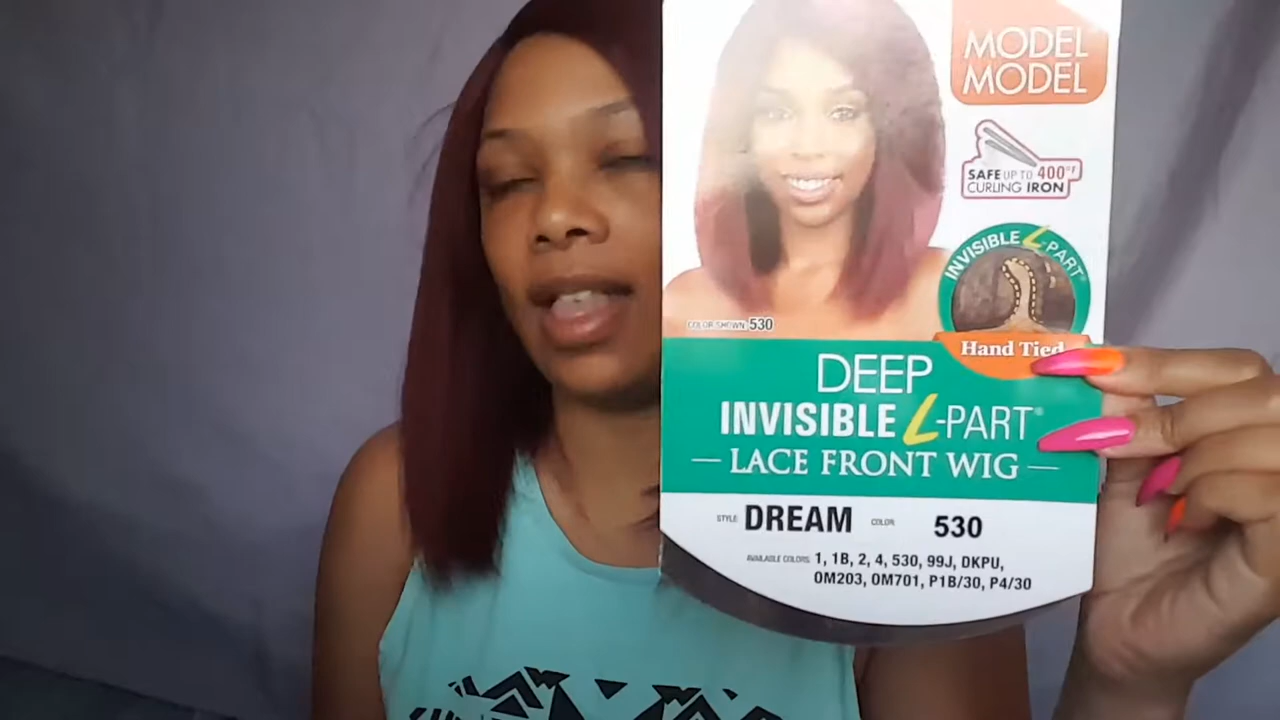 MODEL
MODEL
SAFE UP TO 400°F
CURLING IRON
INVISIBLE L-PART®
Hand Tied
COLOR SHOWN: 530
DEEP
INVISIBLE L-PART®
— LACE FRONT WIG —
STYLE: DREAM COLOR: 530
AVAILABLE COLORS: 1, 1B, 2, 4, 530, 99J, DKPU,
OM203, OM701, P1B/30, P4/30